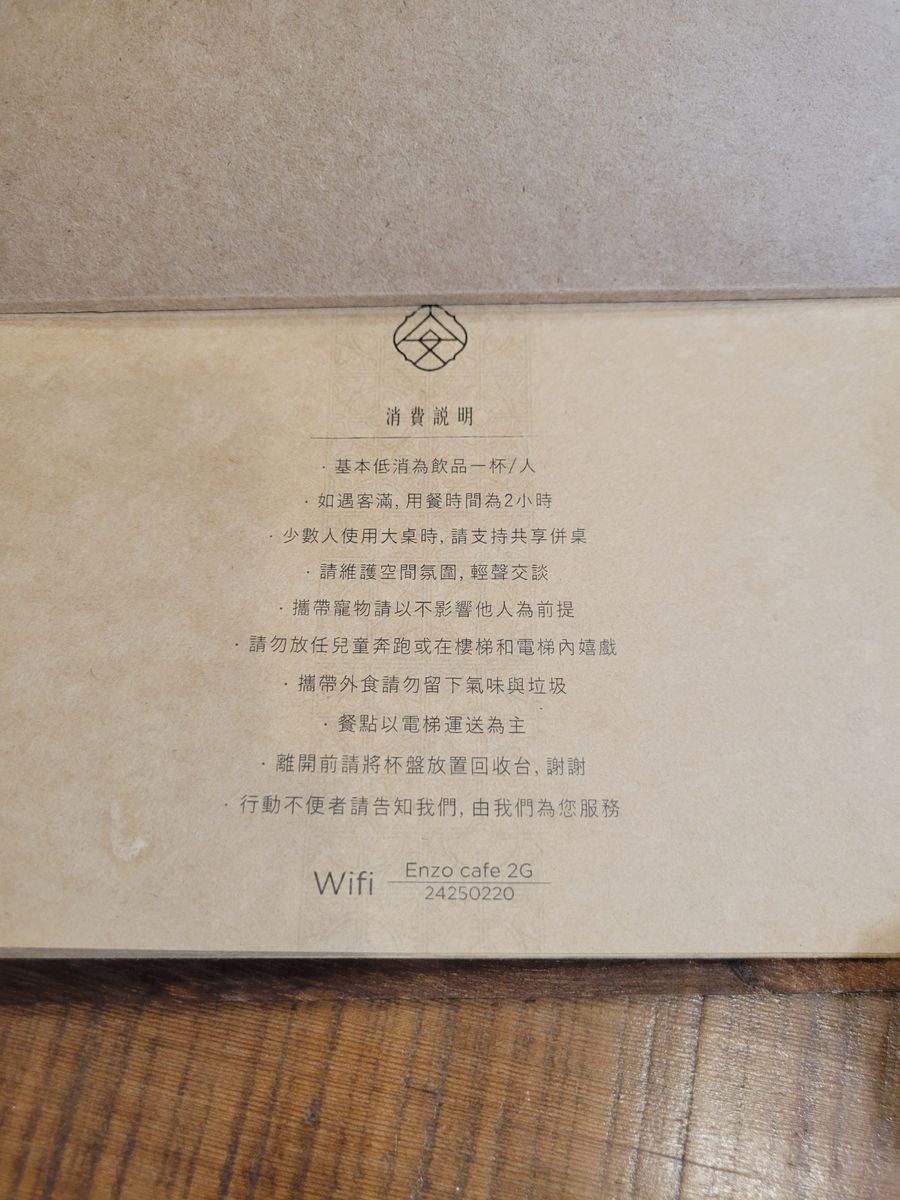 消費説明
· 基本低消為飲品一杯/人
· 如遇客滿, 用餐時間為2小時
· 少數人使用大桌時, 請支持共享併桌
· 請維護空間氛圍, 輕聲交談
· 攜帶寵物請以不影響他人為前提
· 請勿放任兒童奔跑或在樓梯和電梯內嬉戲
· 攜帶外食請勿留下氣味與垃圾
· 餐點以電梯運送為主
· 離開前請將杯盤放置回收台, 謝謝
· 行動不便者請告知我們, 由我們為您服務
Wifi
Enzo cafe 2G
24250220